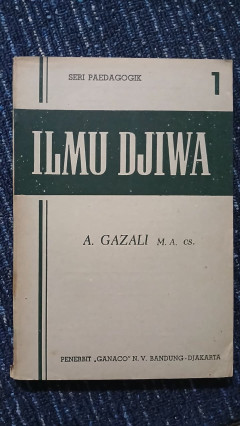 SERI PAEDAGOGIK 1
ILMU DJIWA
A. GAZALI M. A. cs.
PENERBIT „GANACO" N. V. BANDUNG-DJAKARTA